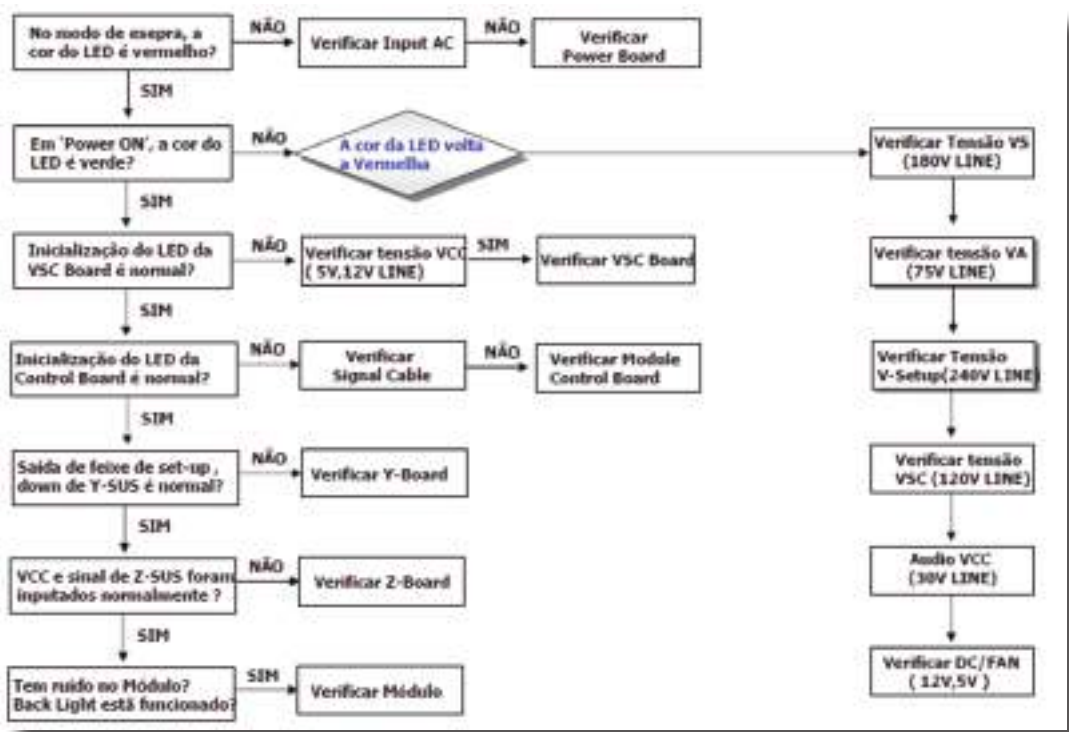 No modo de esepra, a
cor do LED é vermelho?
NÃO
Verificar Input AC
NÃO
Verificar
Power Board
SIM
Em 'Power ON', a cor do
LED é verde?
NÃO
A cor da LED volta
a Vermelha
Verificar Tensão VS
(180V LINE)
SIM
Inicialização do LED da
VSC Board é normal?
NÃO
Verificar tensão VCC
( 5V,12V LINE)
SIM
Verificar VSC Board
Verificar tensão VA
(75V LINE)
SIM
Inicialização do LED da
Control Board é normal?
NÃO
Verificar
Signal Cable
NÃO
Verificar Module
Control Board
Verificar Tensão
V-Setup(240V LINE)
SIM
Saída de feixe de set-up ,
down de Y-SUS é normal?
NÃO
Verificar Y-Board
Verificar tensão
VSC (120V LINE)
SIM
VCC e sinal de Z-SUS foram
inputados normalmente ?
NÃO
Verificar Z-Board
Audio VCC
(30V LINE)
SIM
Tem ruído no Módulo?
Back Light está funcionado?
SIM
Verificar Módulo
Verificar DC/FAN
( 12V,5V )